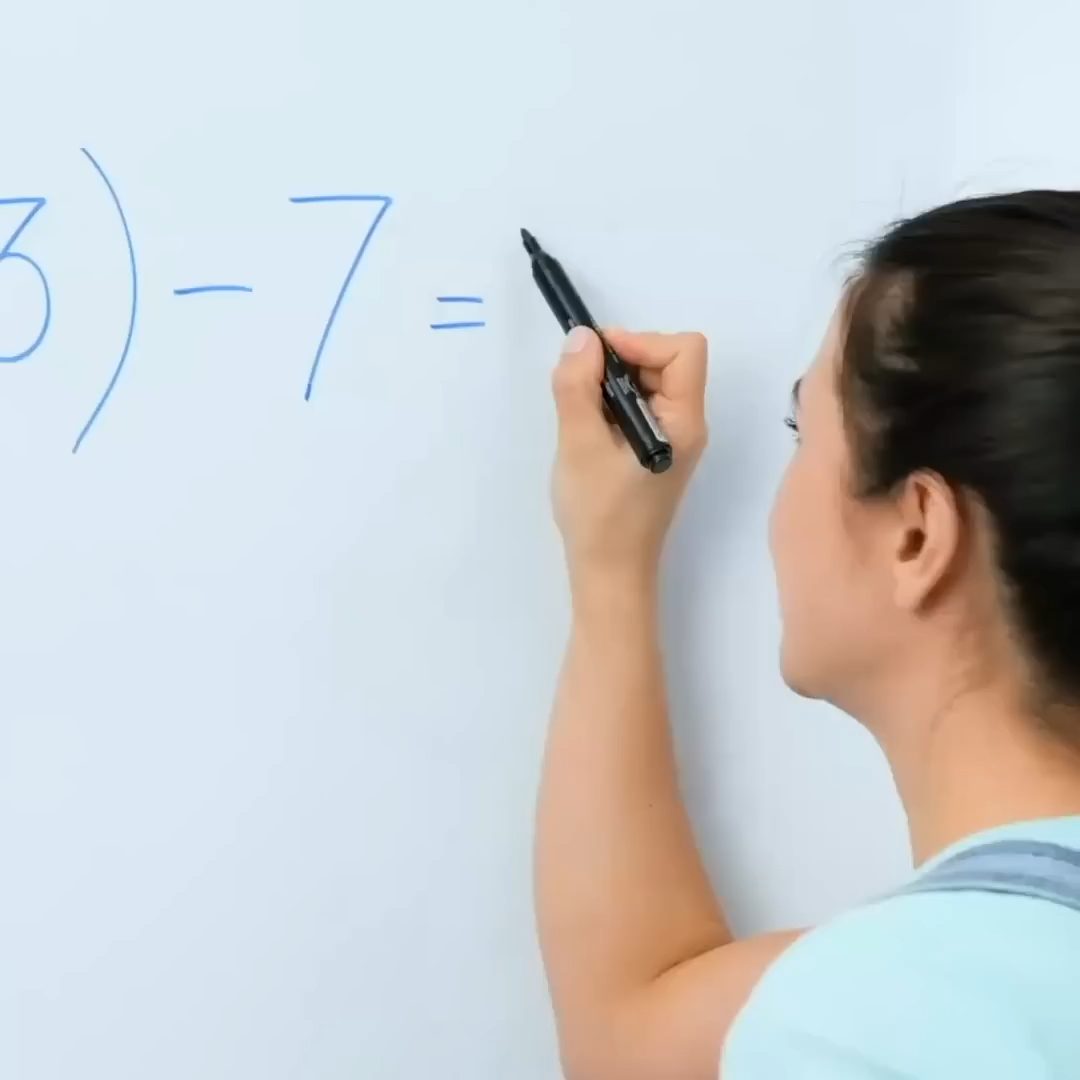 3) - 7 =